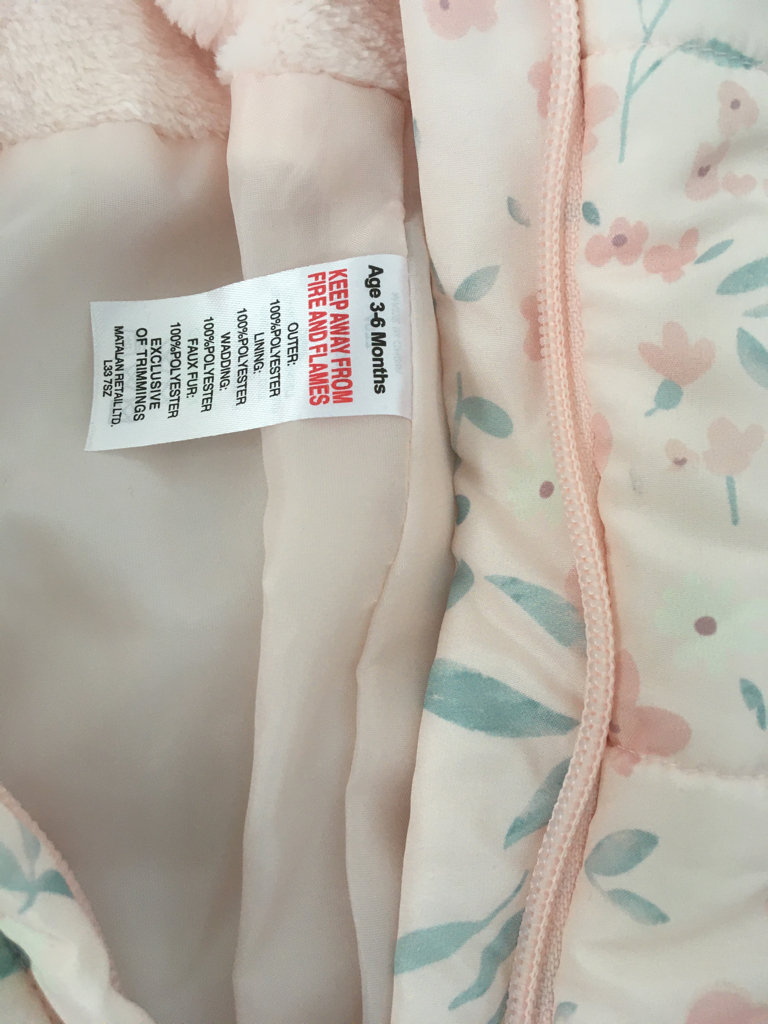 Age 3-6 Months
KEEP AWAY FROM
FIRE AND FLAMES
OUTER:
100%POLYESTER
LINING:
100%POLYESTER
WADDING:
100%POLYESTER
FAUX FUR:
100%POLYESTER
EXCLUSIVE
OF TRIMMINGS
MATALAN RETAIL LTD.
L33 7SZ